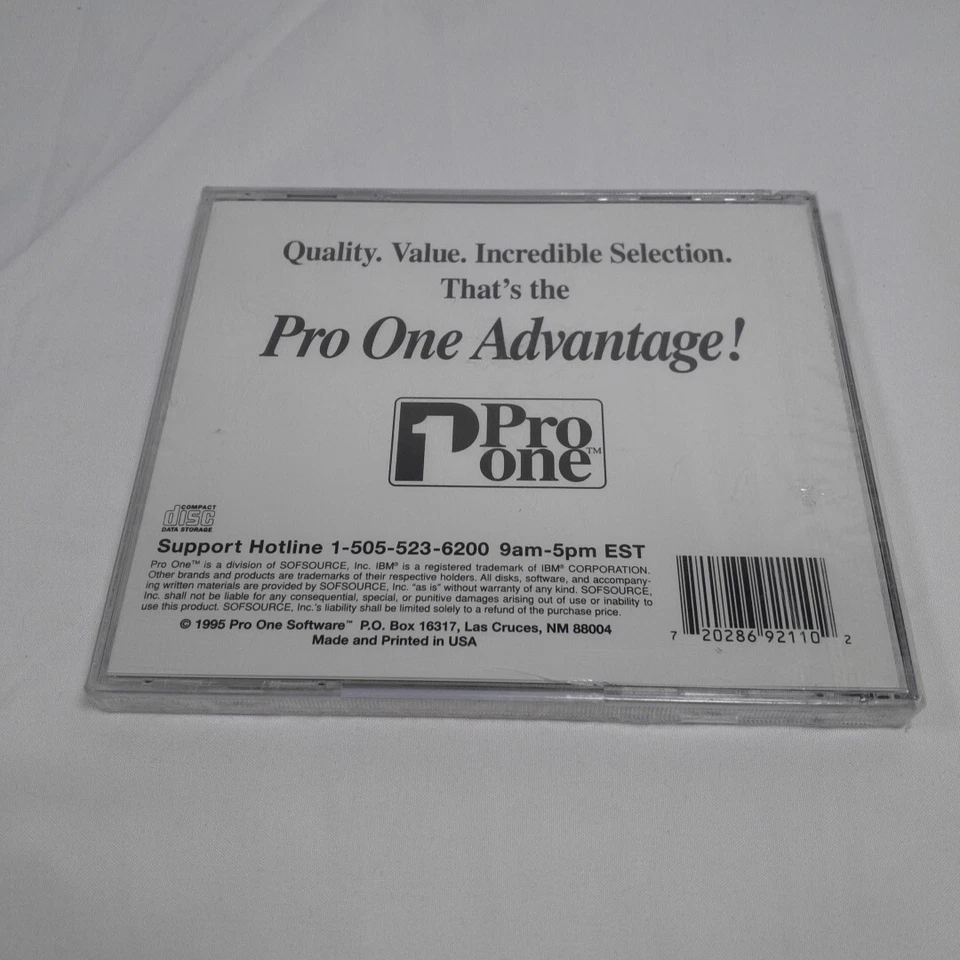 Quality. Value. Incredible Selection.
That's the
Pro One Advantage!
1 Pro
one™
COMPACT
disc
DATA STORAGE
Support Hotline 1-505-523-6200 9am-5pm EST
Pro One™ is a division of SOFSOURCE, Inc. IBM® is a registered trademark of IBM® CORPORATION.
Other brands and products are trademarks of their respective holders. All disks, software, and accompany-
ing written materials are provided by SOFSOURCE, Inc. "as is" without warranty of any kind. SOFSOURCE,
Inc. shall not be liable for any consequential, special, or punitive damages arising out of use or inability to
use this product. SOFSOURCE, Inc.'s liability shall be limited solely to a refund of the purchase price.
© 1995 Pro One Software™ P.O. Box 16317, Las Cruces, NM 88004
Made and Printed in USA
7 20286 92110 2